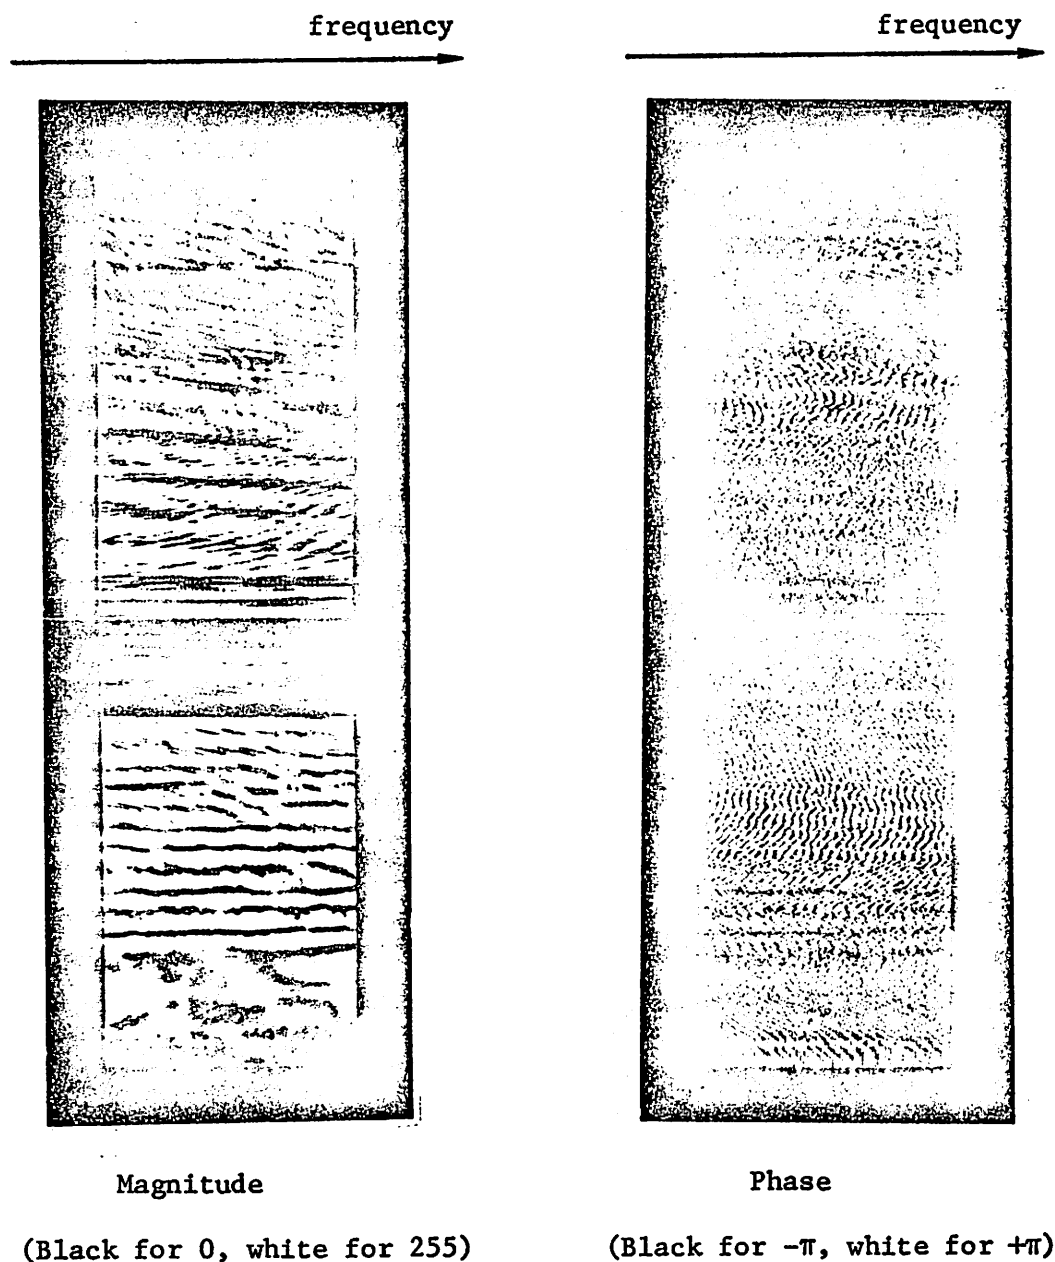 frequency
frequency
Magnitude
Phase
(Black for 0, white for 255)
(Black for -π, white for +π)